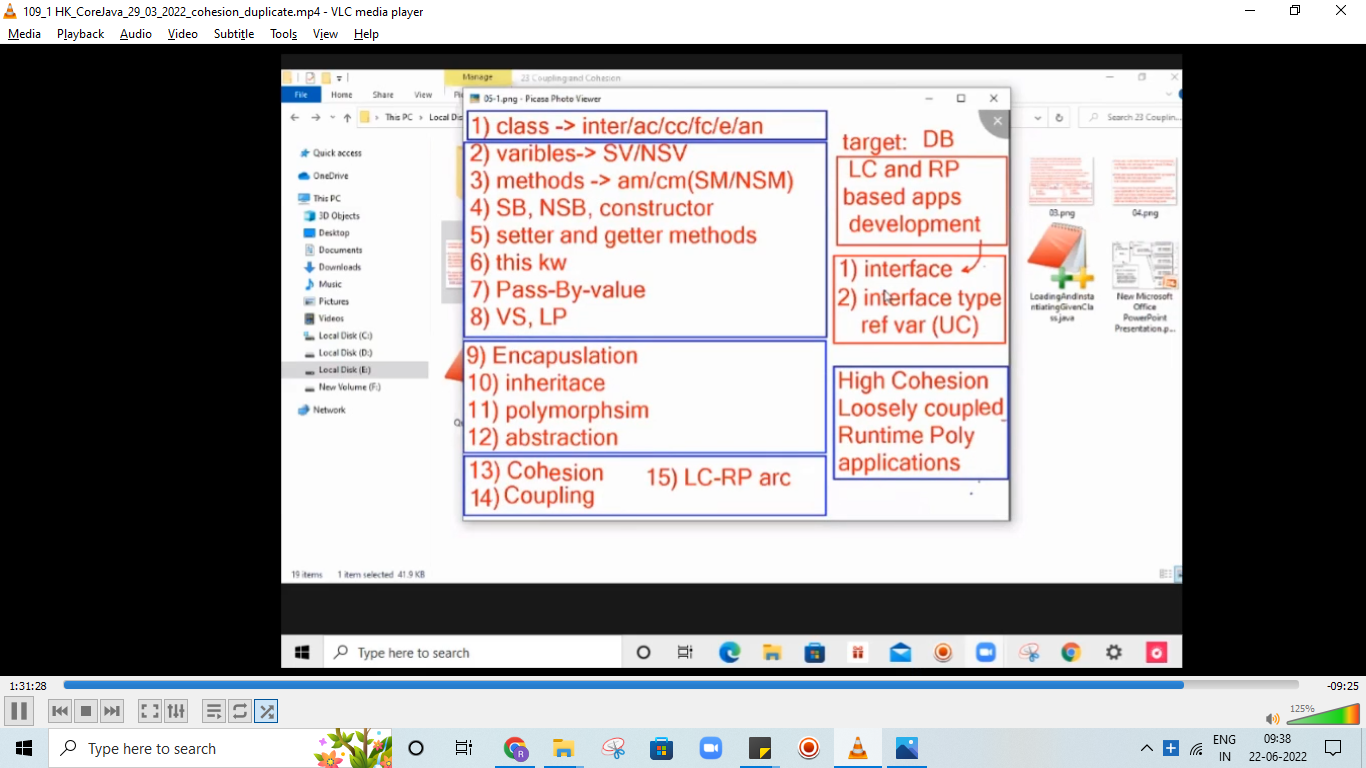 109_1 HK_CoreJava_29_03_2022_cohesion_duplicate.mp4 - VLC media player
Media Playback Audio Video Subtitle Tools View Help
Manage
23 Coupling and Cohesion
File Home Share View
This PC Local Dis
Search 23 Couplin...
Quick access
OneDrive
This PC
3D Objects
Desktop
Documents
Downloads
Music
Pictures
Videos
Local Disk (C:)
Local Disk (D:)
Local Disk (E:)
New Volume (F:)
Network
05-1.png - Picasa Photo Viewer
1) class -> inter/ac/cc/fc/e/an
2) varibles-> SV/NSV
3) methods -> am/cm(SM/NSM)
4) SB, NSB, constructor
5) setter and getter methods
6) this kw
7) Pass-By-value
8) VS, LP
9) Encapuslation
10) inheritace
11) polymorphsim
12) abstraction
13) Cohesion
14) Coupling
15) LC-RP arc
target: DB
LC and RP
based apps
development
1) interface
2) interface type
ref var (UC)
High Cohesion
Loosely coupled
Runtime Poly
applications
03.png
04.png
LoadingAndInsta
ntiatingGivenCla
ss.java
New Microsoft
Office
PowerPoint
Presentation.p...
19 items 1 item selected 41.9 KB
Type here to search
1:31:28
-09:25
125%
Type here to search
ENG
IN
09:38
22-06-2022